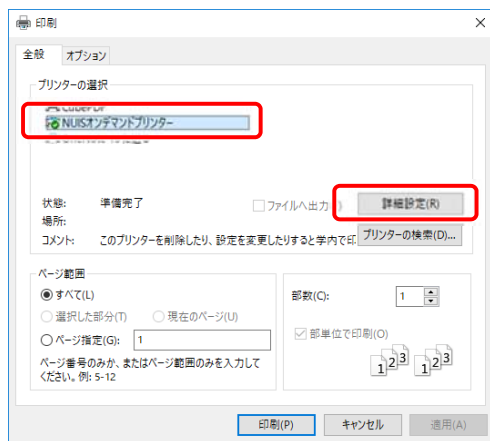 印刷
全般 オプション
プリンターの選択
CubePDF
NUISオンデマンドプリンター
状態: 準備完了
ファイルへ出力
詳細設定(R)
場所:
コメント: このプリンターを削除したり、設定を変更したりすると学内で印
プリンターの検索(D)...
ページ範囲
すべて(L)
選択した部分(T) 現在のページ(U)
ページ指定(G): 1
ページ番号のみか、またはページ範囲のみを入力して
ください。例: 5-12
部数(C): 1
部単位で印刷(O)
1 2 3 1 2 3
印刷(P) キャンセル 適用(A)